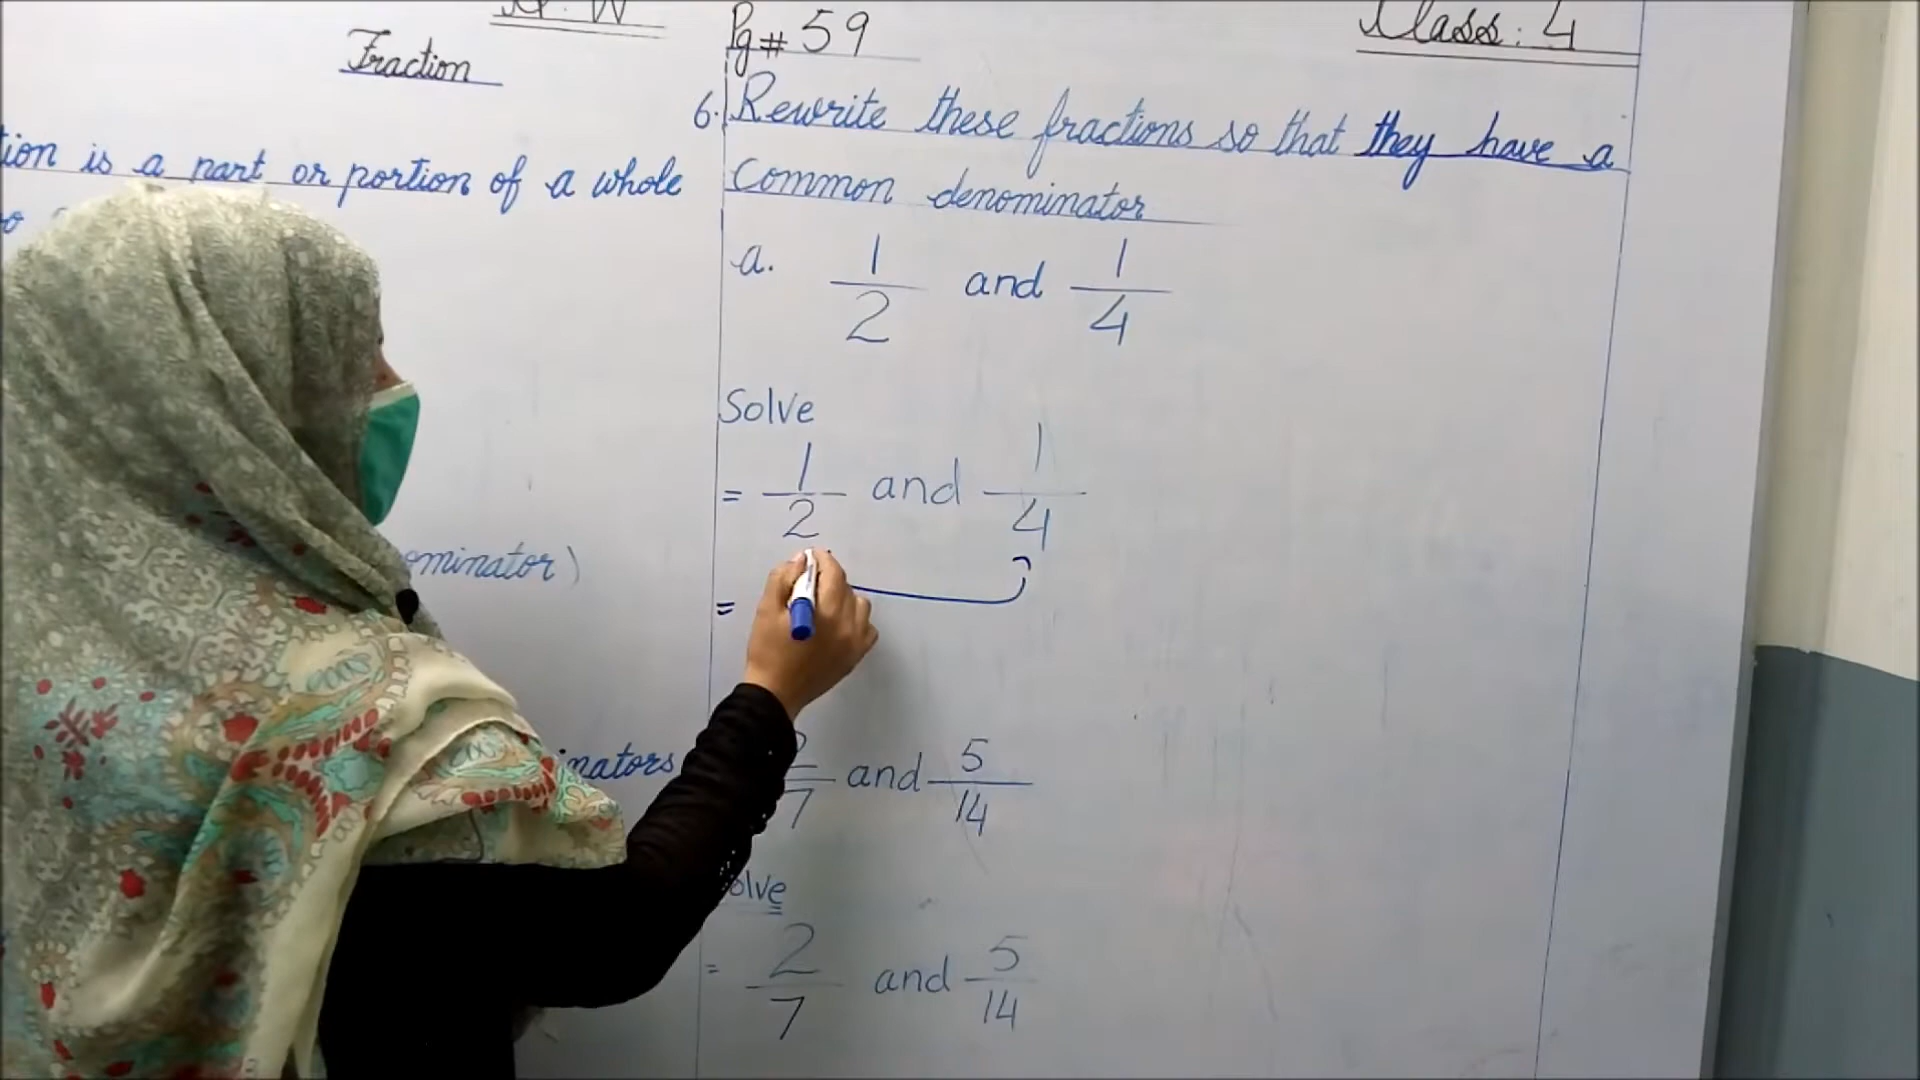 Fraction
tion is a part or portion of a whole
ominator)
inators
Pg# 59
Class: 4
6. Rewrite these fractions so that they have a
common denominator
a. 1/2 and 1/4
Solve
= 1/2 and 1/4
=
2/7 and 5/14
olve
= 2/7 and 5/14